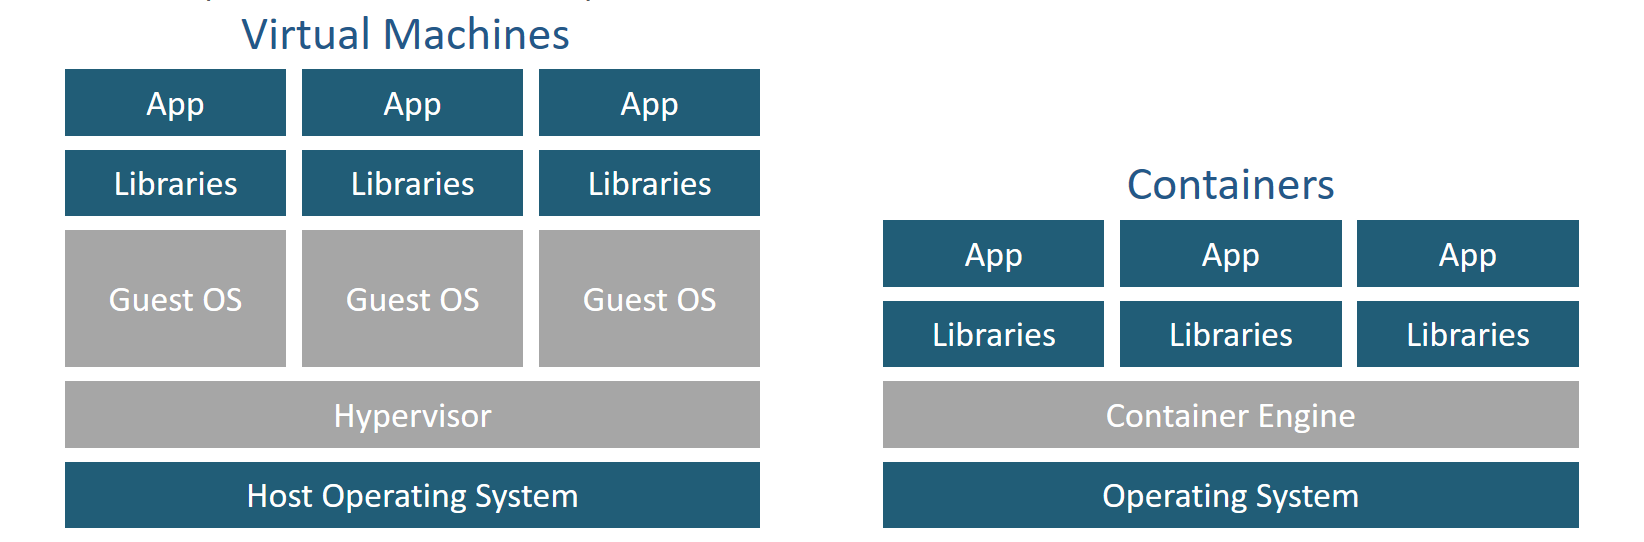 Virtual Machines
App App App
Libraries Libraries Libraries
Guest OS Guest OS Guest OS
Hypervisor
Host Operating System
Containers
App App App
Libraries Libraries Libraries
Container Engine
Operating System